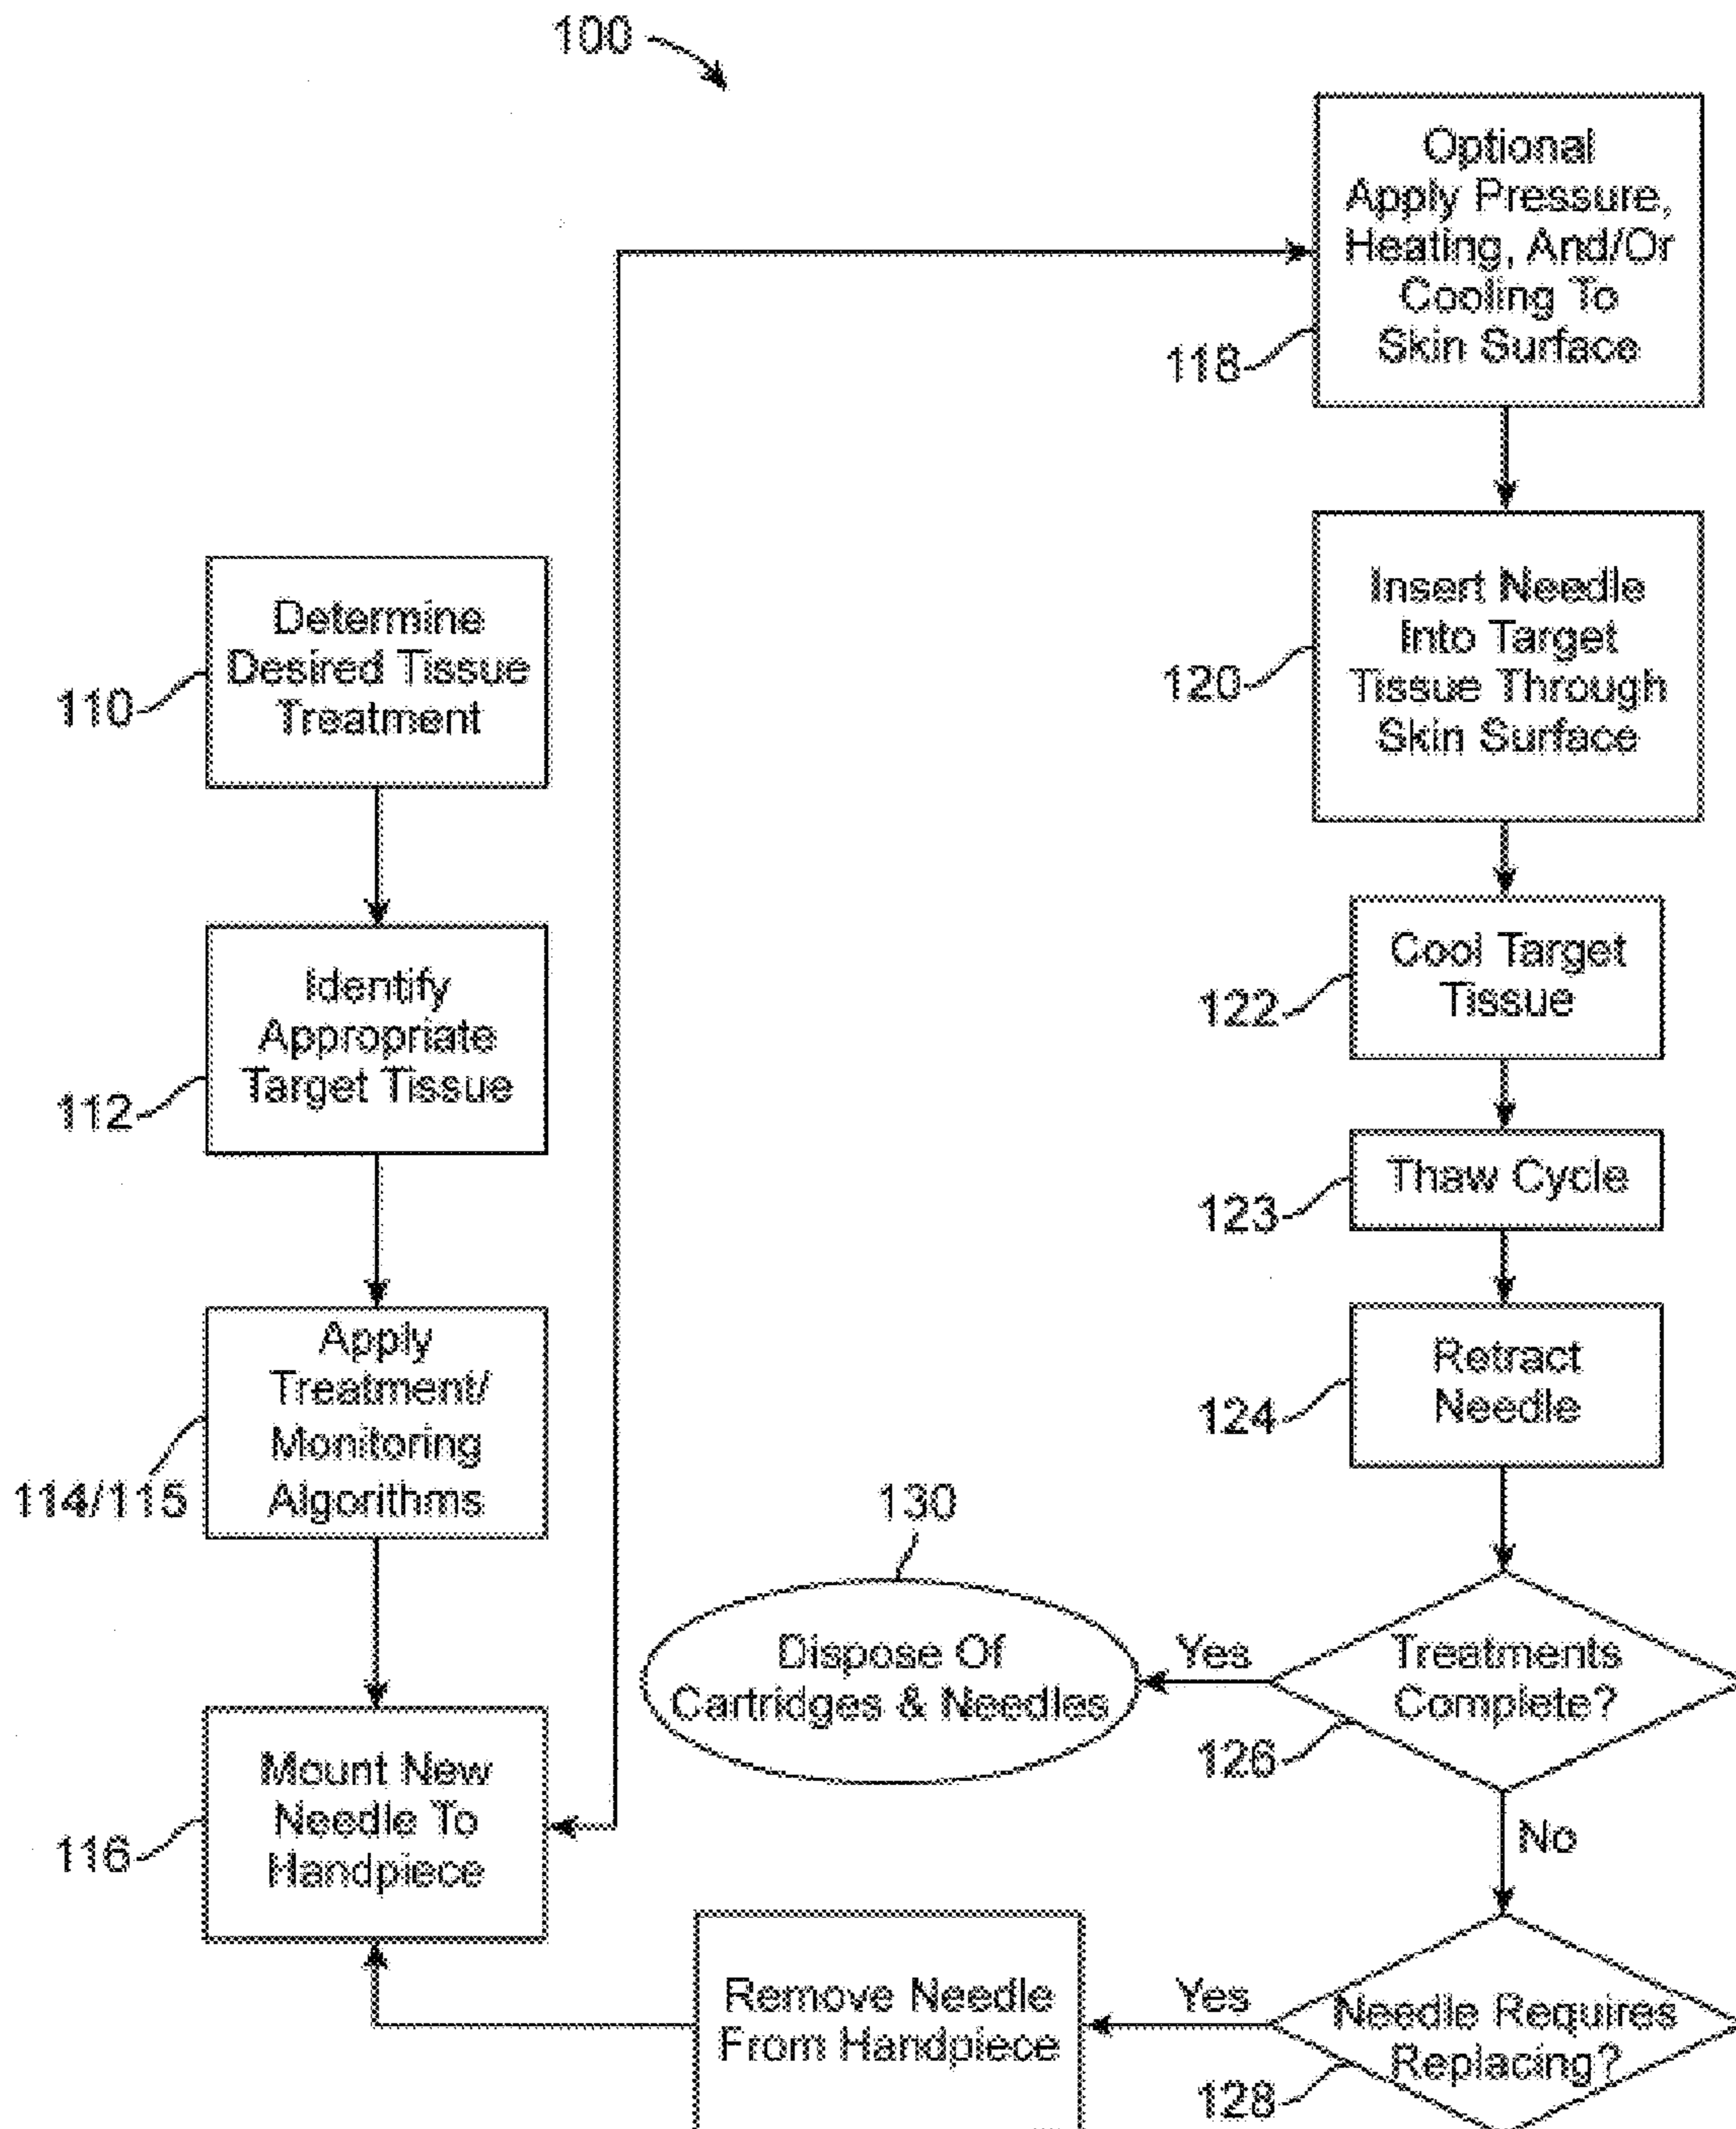 100
Determine
Desired Tissue
Treatment
110
Identify
Appropriate
Target Tissue
112
Apply
Treatment/
Monitoring
Algorithms
114/115
Mount New
Needle To
Handpiece
116
Optional
Apply Pressure,
Heating, And/Or
Cooling To
Skin Surface
118
Insert Needle
Into Target
Tissue Through
Skin Surface
120
Cool Target
Tissue
122
Thaw Cycle
123
Retract
Needle
124
Treatments
Complete?
126
Yes
130
Dispose Of
Cartridges & Needles
No
Needle Requires
Replacing?
128
Yes
Remove Needle
From Handpiece